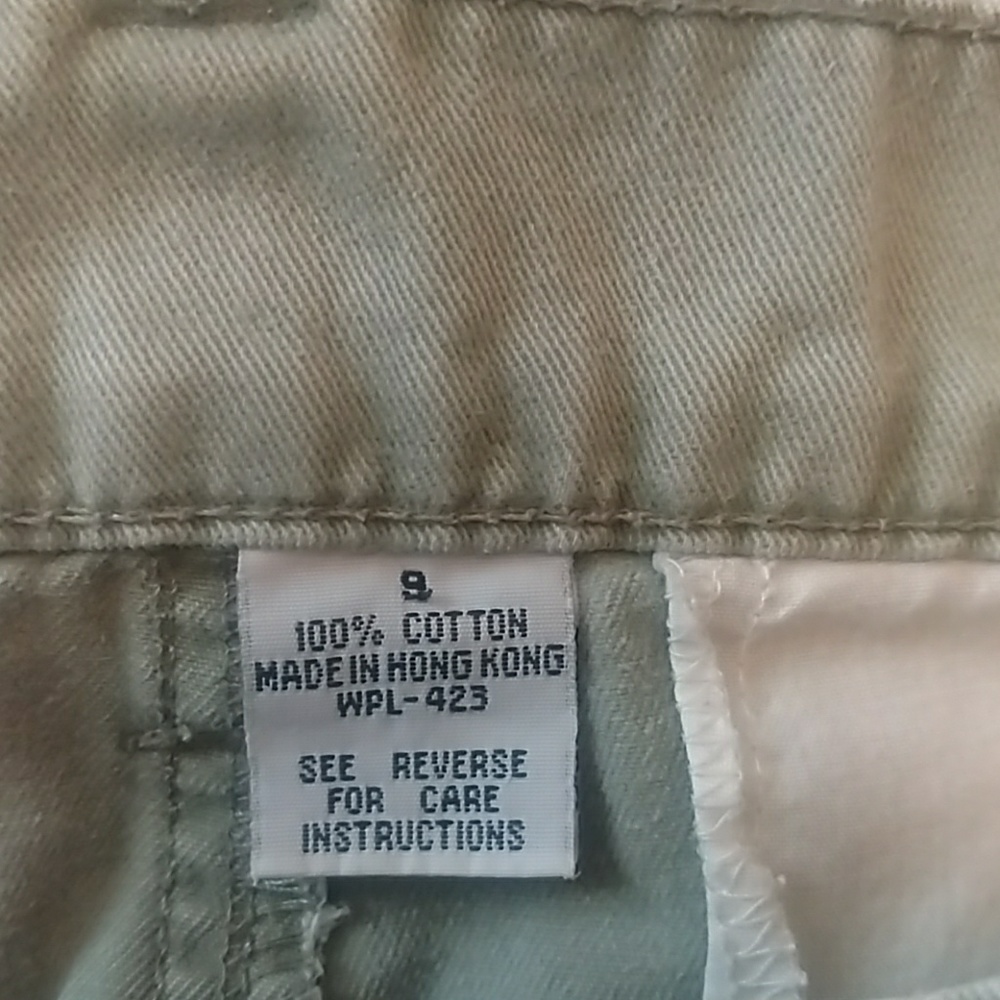 9
100% COTTON
MADE IN HONG KONG
WPL-423
SEE REVERSE
FOR CARE
INSTRUCTIONS